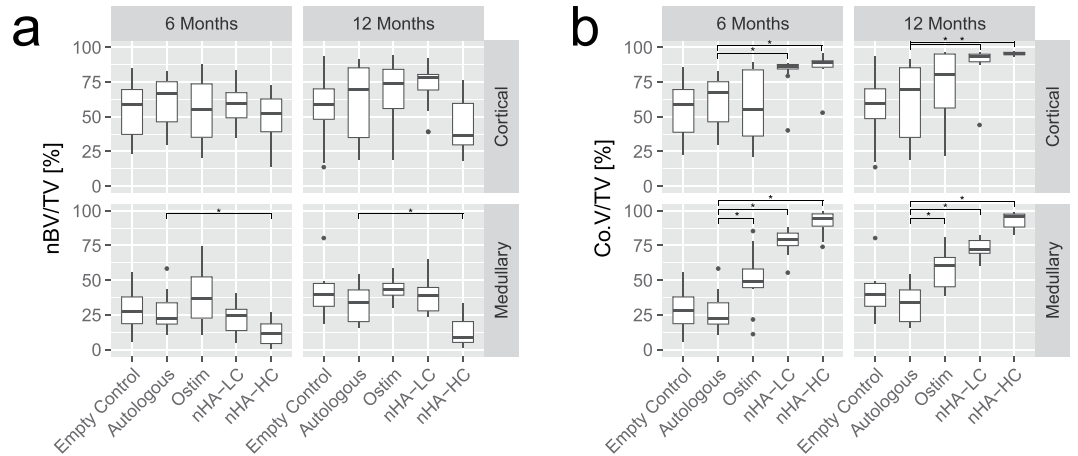 a
6 Months
12 Months
nBV/TV [%]
100
75
50
25
0
Cortical
*
*
100
75
50
25
0
Medullary
Empty Control
Autologous
Ostim
nHA−LC
nHA−HC
Empty Control
Autologous
Ostim
nHA−LC
nHA−HC
b
6 Months
12 Months
Co.V/TV [%]
100
75
50
25
0
*
*
* *
Cortical
100
75
50
25
0
*
*
*
*
*
*
Medullary
Empty Control
Autologous
Ostim
nHA−LC
nHA−HC
Empty Control
Autologous
Ostim
nHA−LC
nHA−HC